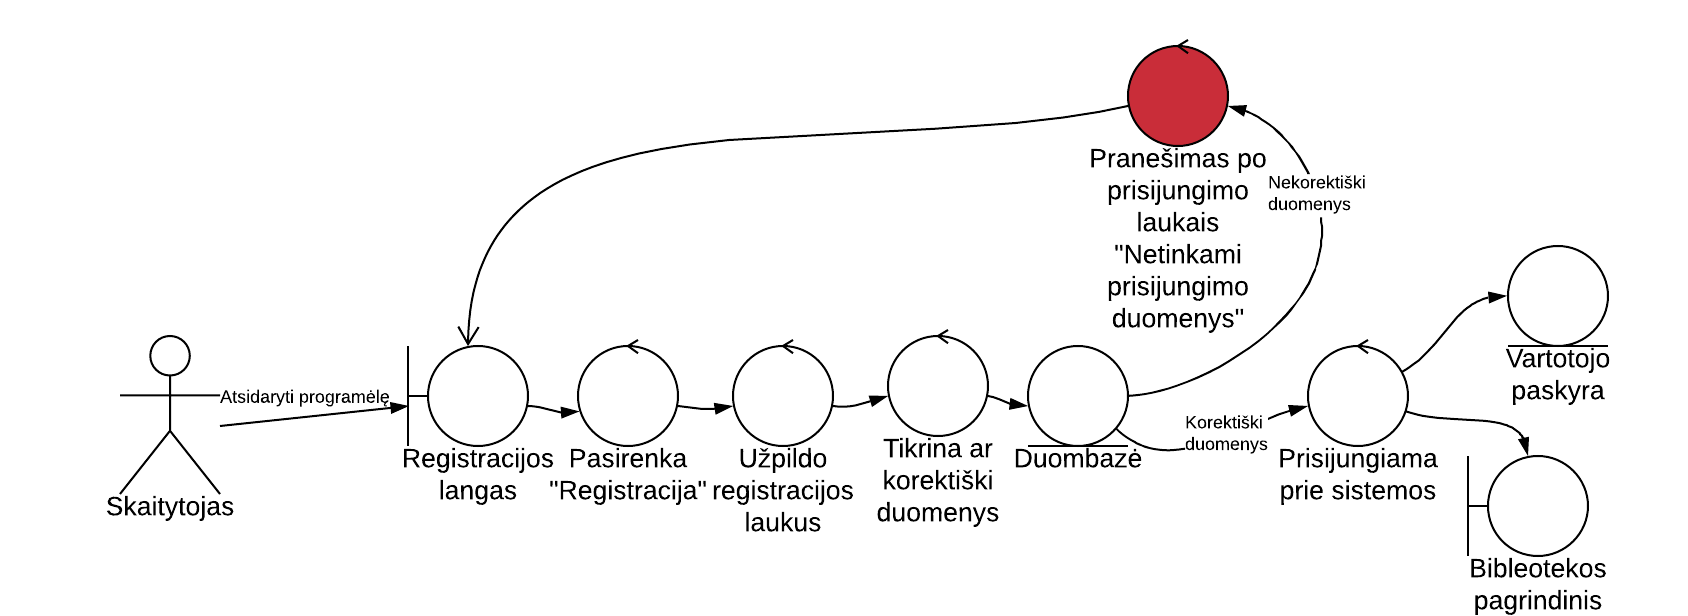 Pranešimas po
prisijungimo
laukais
"Netinkami
prisijungimo
duomenys"
Nekorektiški
duomenys
Atsidaryti programėlę
Skaitytojas
Registracijos
langas
Pasirenka
"Registracija"
Užpildo
registracijos
laukus
Tikrina ar
korektiški
duomenys
Duombazė
Korektiški
duomenys
Prisijungiama
prie sistemos
Vartotojo
paskyra
Bibleotekos
pagrindinis